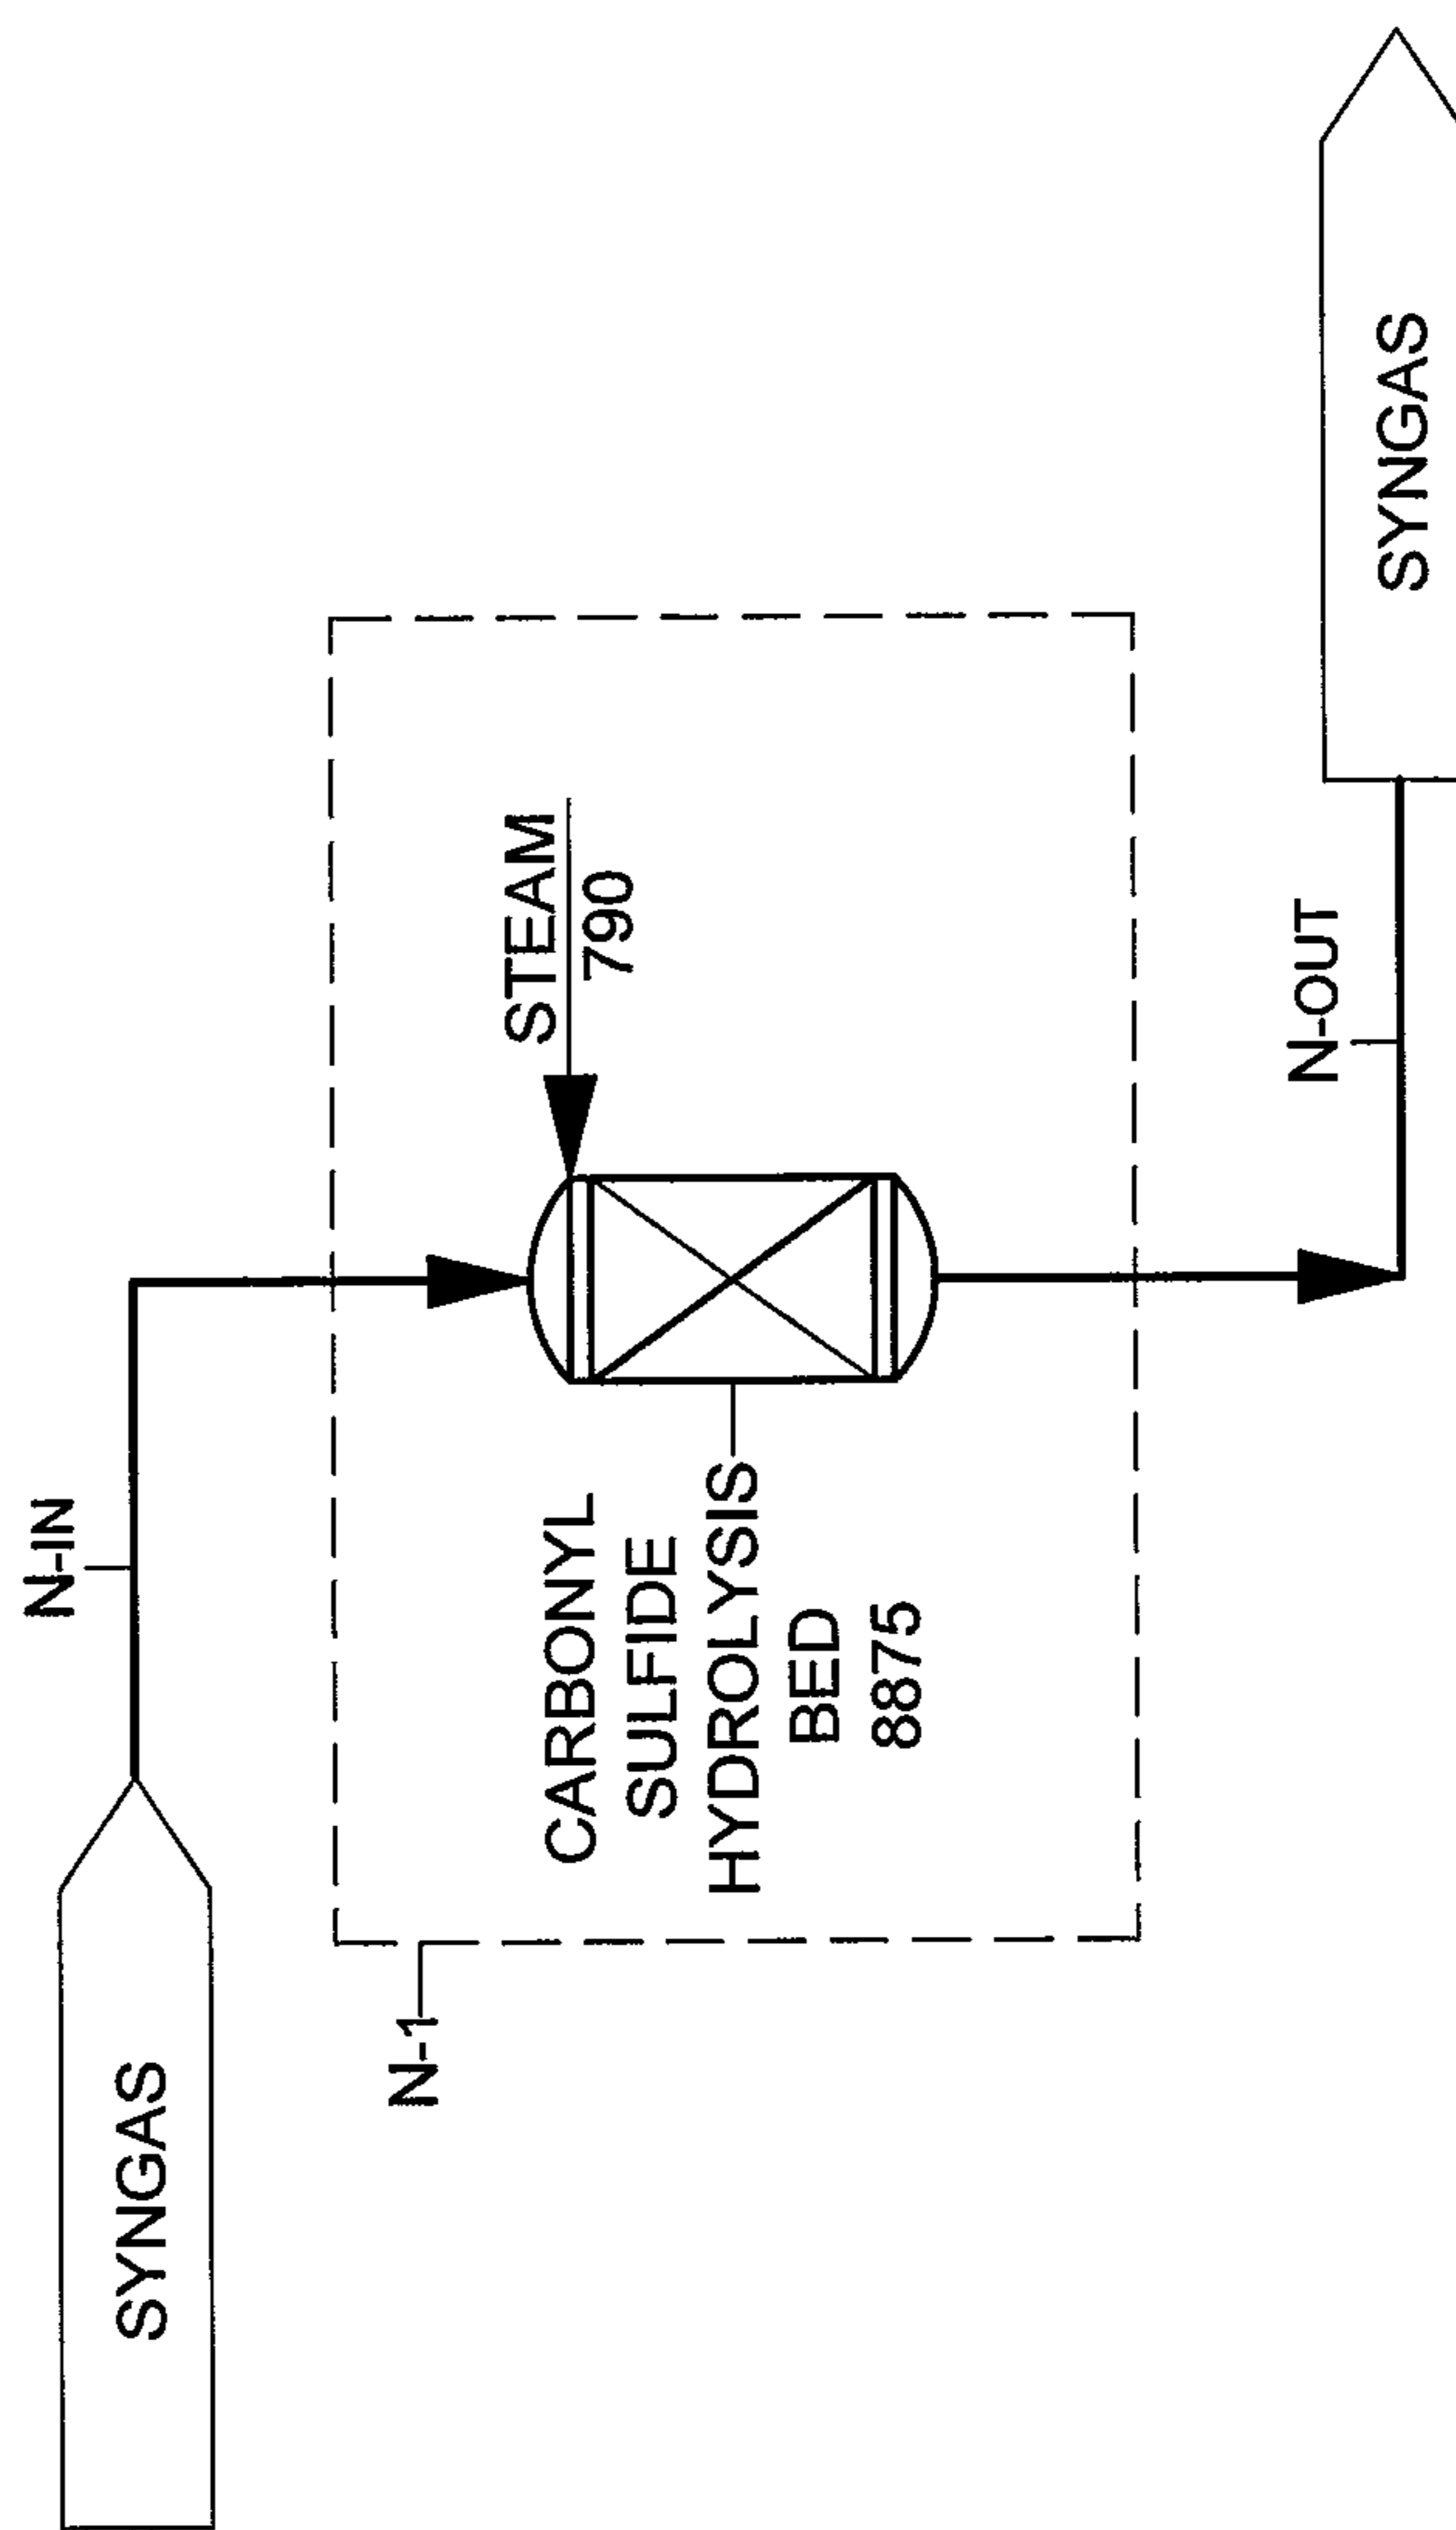 SYNGAS
N-IN
N-1
CARBONYL
SULFIDE
HYDROLYSIS
BED
8875
STEAM
790
N-OUT
SYNGAS